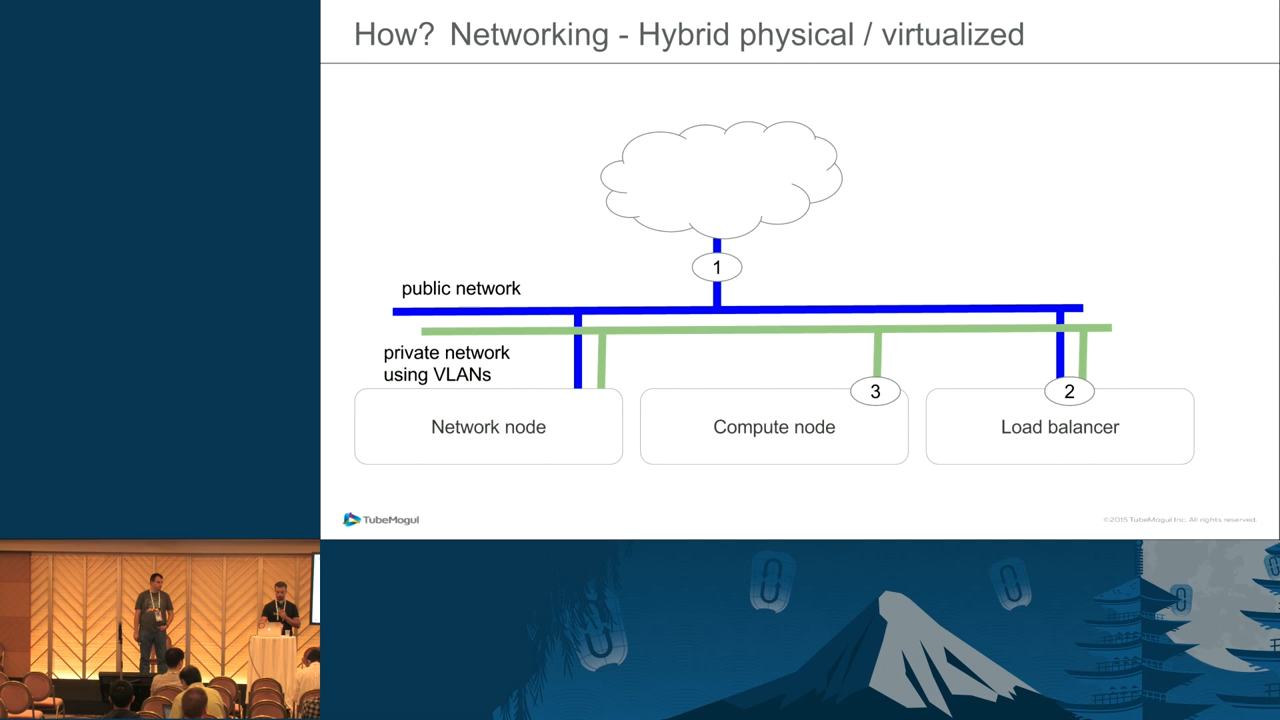 How? Networking - Hybrid physical / virtualized
1
public network
private network
using VLANs
3
2
Network node
Compute node
Load balancer
TubeMogul
©2015 TubeMogul Inc. All rights reserved.